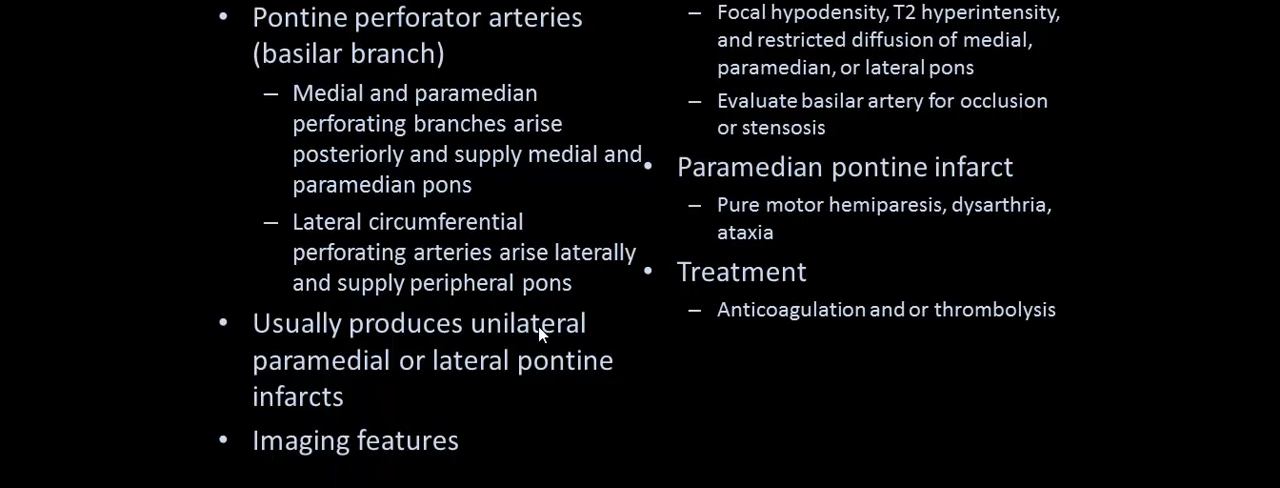 • Pontine perforator arteries
(basilar branch)
– Medial and paramedian
perforating branches arise
posteriorly and supply medial and
paramedian pons
– Lateral circumferential
perforating arteries arise laterally
and supply peripheral pons
• Usually produces unilateral
paramedial or lateral pontine
infarcts
• Imaging features
– Focal hypodensity, T2 hyperintensity,
and restricted diffusion of medial,
paramedian, or lateral pons
– Evaluate basilar artery for occlusion
or stensosis
• Paramedian pontine infarct
– Pure motor hemiparesis, dysarthria,
ataxia
• Treatment
– Anticoagulation and or thrombolysis